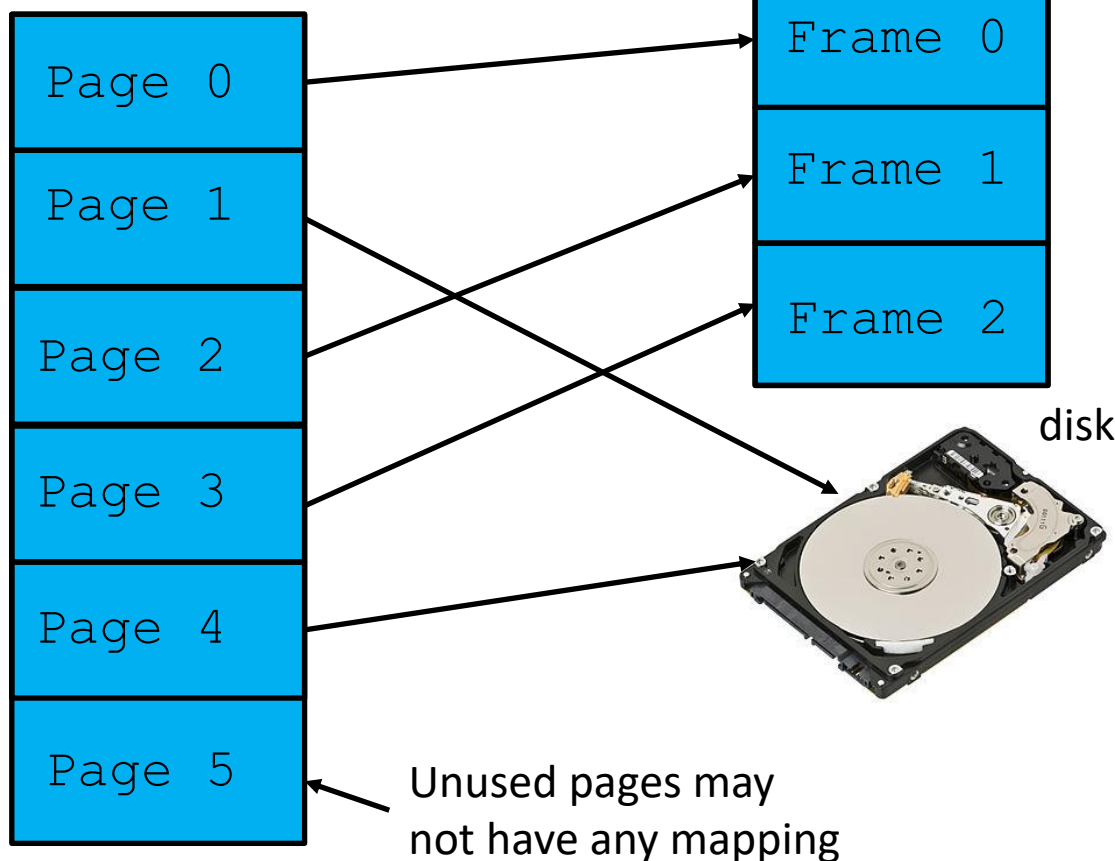 Page 0
Page 1
Page 2
Page 3
Page 4
Page 5
Frame 0
Frame 1
Frame 2
disk
Unused pages may
not have any mapping